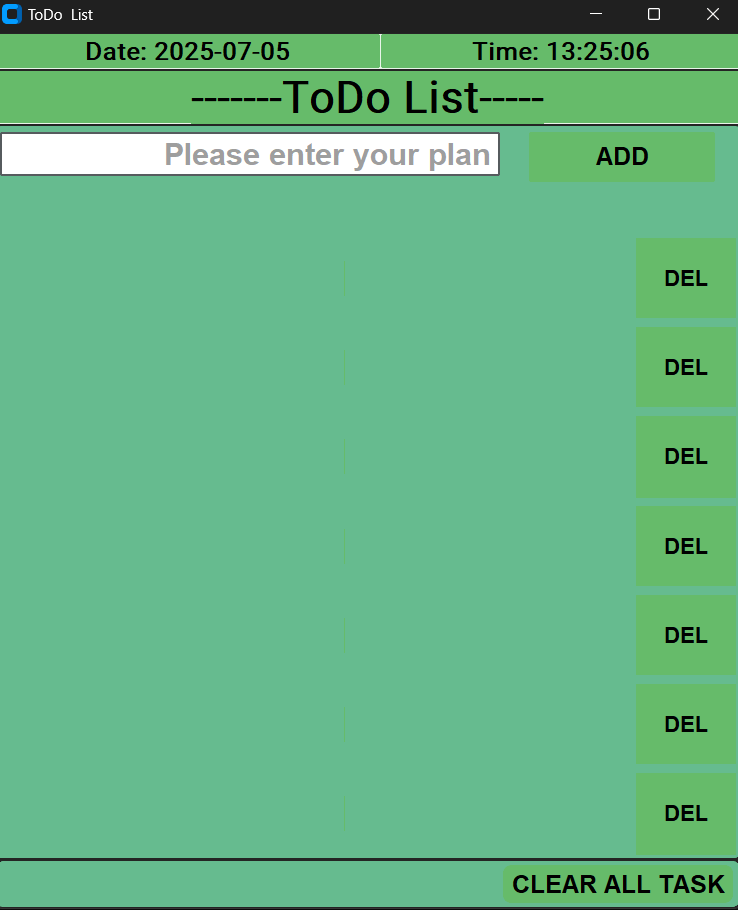 ToDo List
Date: 2025-07-05 Time: 13:25:06
-------ToDo List-----
Please enter your plan ADD
DEL
DEL
DEL
DEL
DEL
DEL
DEL
CLEAR ALL TASK